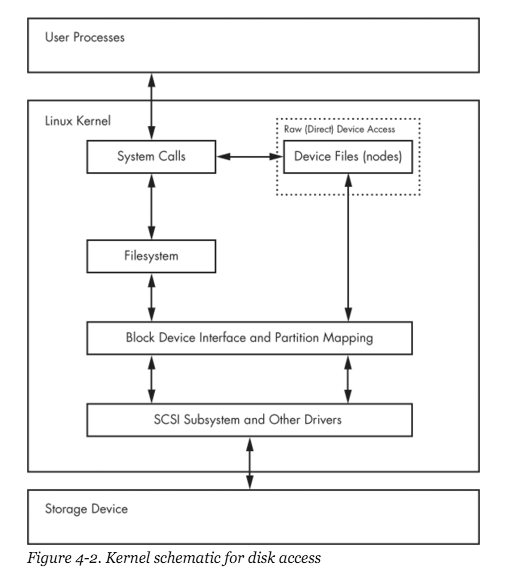 User Processes
Linux Kernel
Raw (Direct) Device Access
System Calls
Device Files (nodes)
Filesystem
Block Device Interface and Partition Mapping
SCSI Subsystem and Other Drivers
Storage Device
Figure 4-2. Kernel schematic for disk access